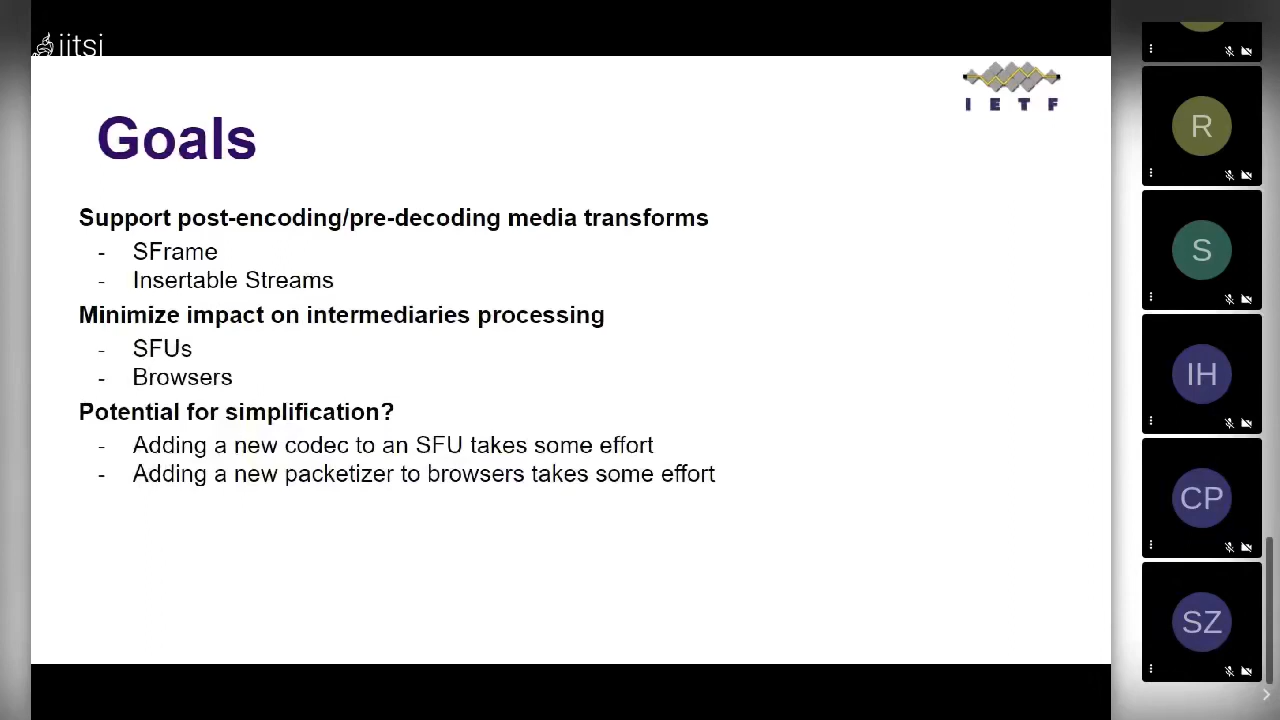 jitsi
I E T F
Goals
Support post-encoding/pre-decoding media transforms
- SFrame
- Insertable Streams
Minimize impact on intermediaries processing
- SFUs
- Browsers
Potential for simplification?
- Adding a new codec to an SFU takes some effort
- Adding a new packetizer to browsers takes some effort
R
S
IH
CP
SZ